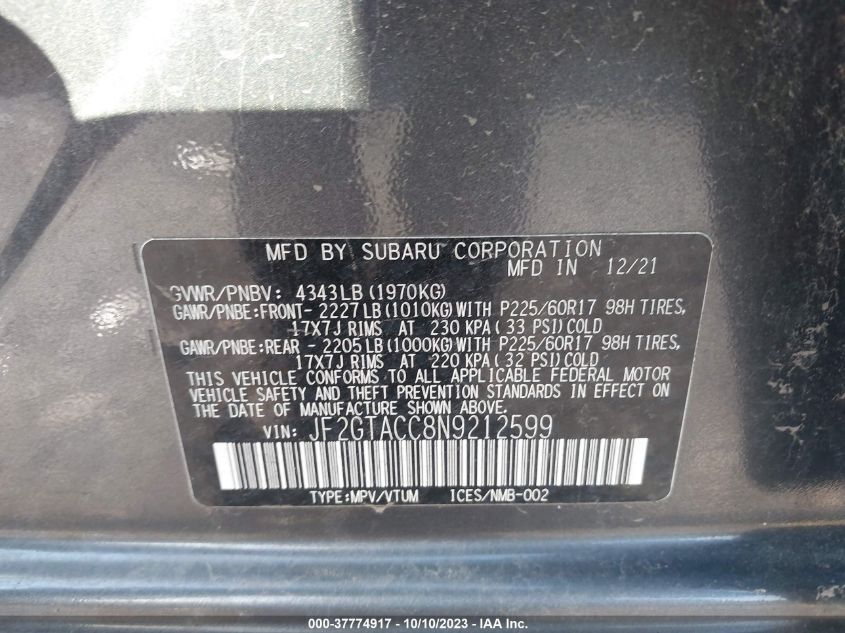 MFD BY SUBARU CORPORATION
MFD IN 12/21
GVWR/PNBV: 4343LB (1970KG)
GAWR/PNBE:FRONT- 2227LB(1010KG)WITH P225/60R17 98H TIRES,
17X7J RIMS AT 230 KPA( 33 PSI)COLD
GAWR/PNBE:REAR - 2205LB(1000KG)WITH P225/60R17 98H TIRES,
17X7J RIMS AT 220 KPA( 32 PSI)COLD
THIS VEHICLE CONFORMS TO ALL APPLICABLE FEDERAL MOTOR
VEHICLE SAFETY AND THEFT PREVENTION STANDARDS IN EFFECT ON
THE DATE OF MANUFACTURE SHOWN ABOVE.
VIN: JF2GTACC8N9212599
TYPE:MPV/VTUM ICES/NMB-002
000-37774917 - 10/10/2023 - IAA Inc.